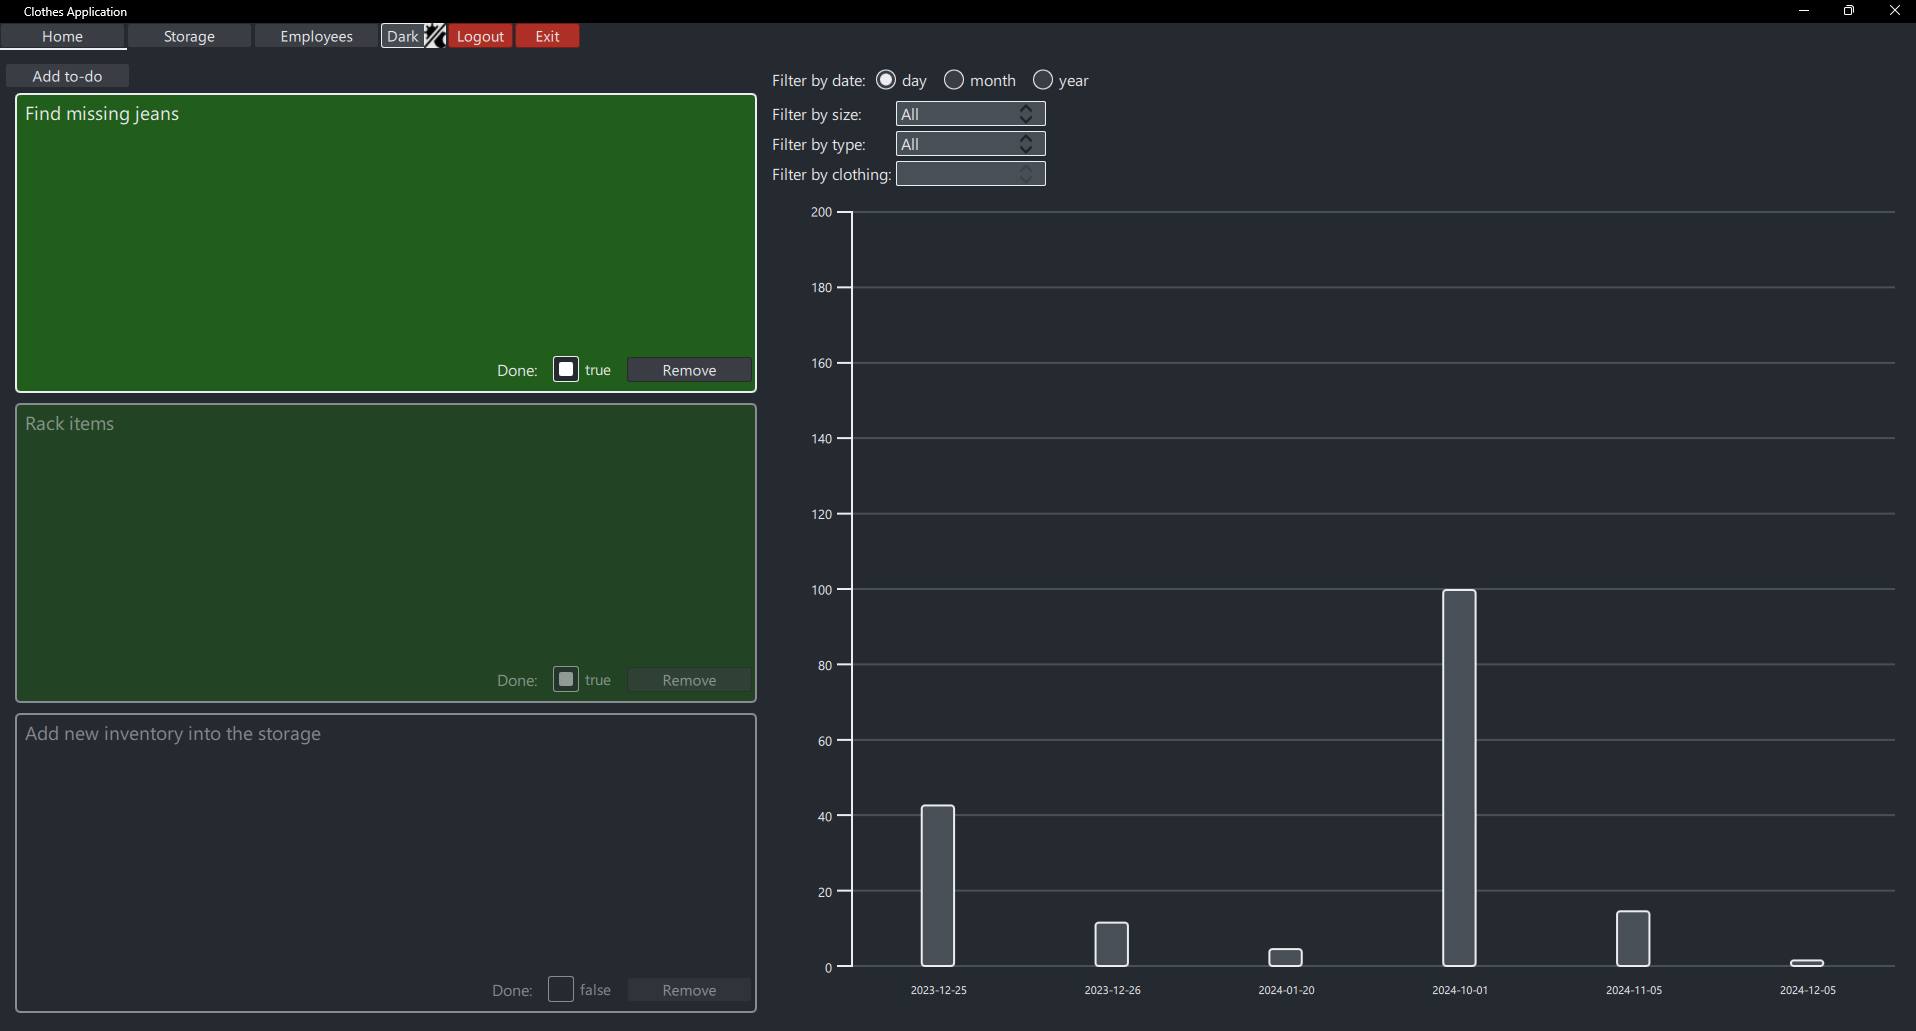 Clothes Application
Home Storage Employees Dark Logout Exit
Add to-do
Find missing jeans
Done: true Remove
Rack items
Done: true Remove
Add new inventory into the storage
Done: false Remove
Filter by date: day month year
Filter by size: All
Filter by type: All
Filter by clothing:
200
180
160
140
120
100
80
60
40
20
0
2023-12-25 2023-12-26 2024-01-20 2024-10-01 2024-11-05 2024-12-05